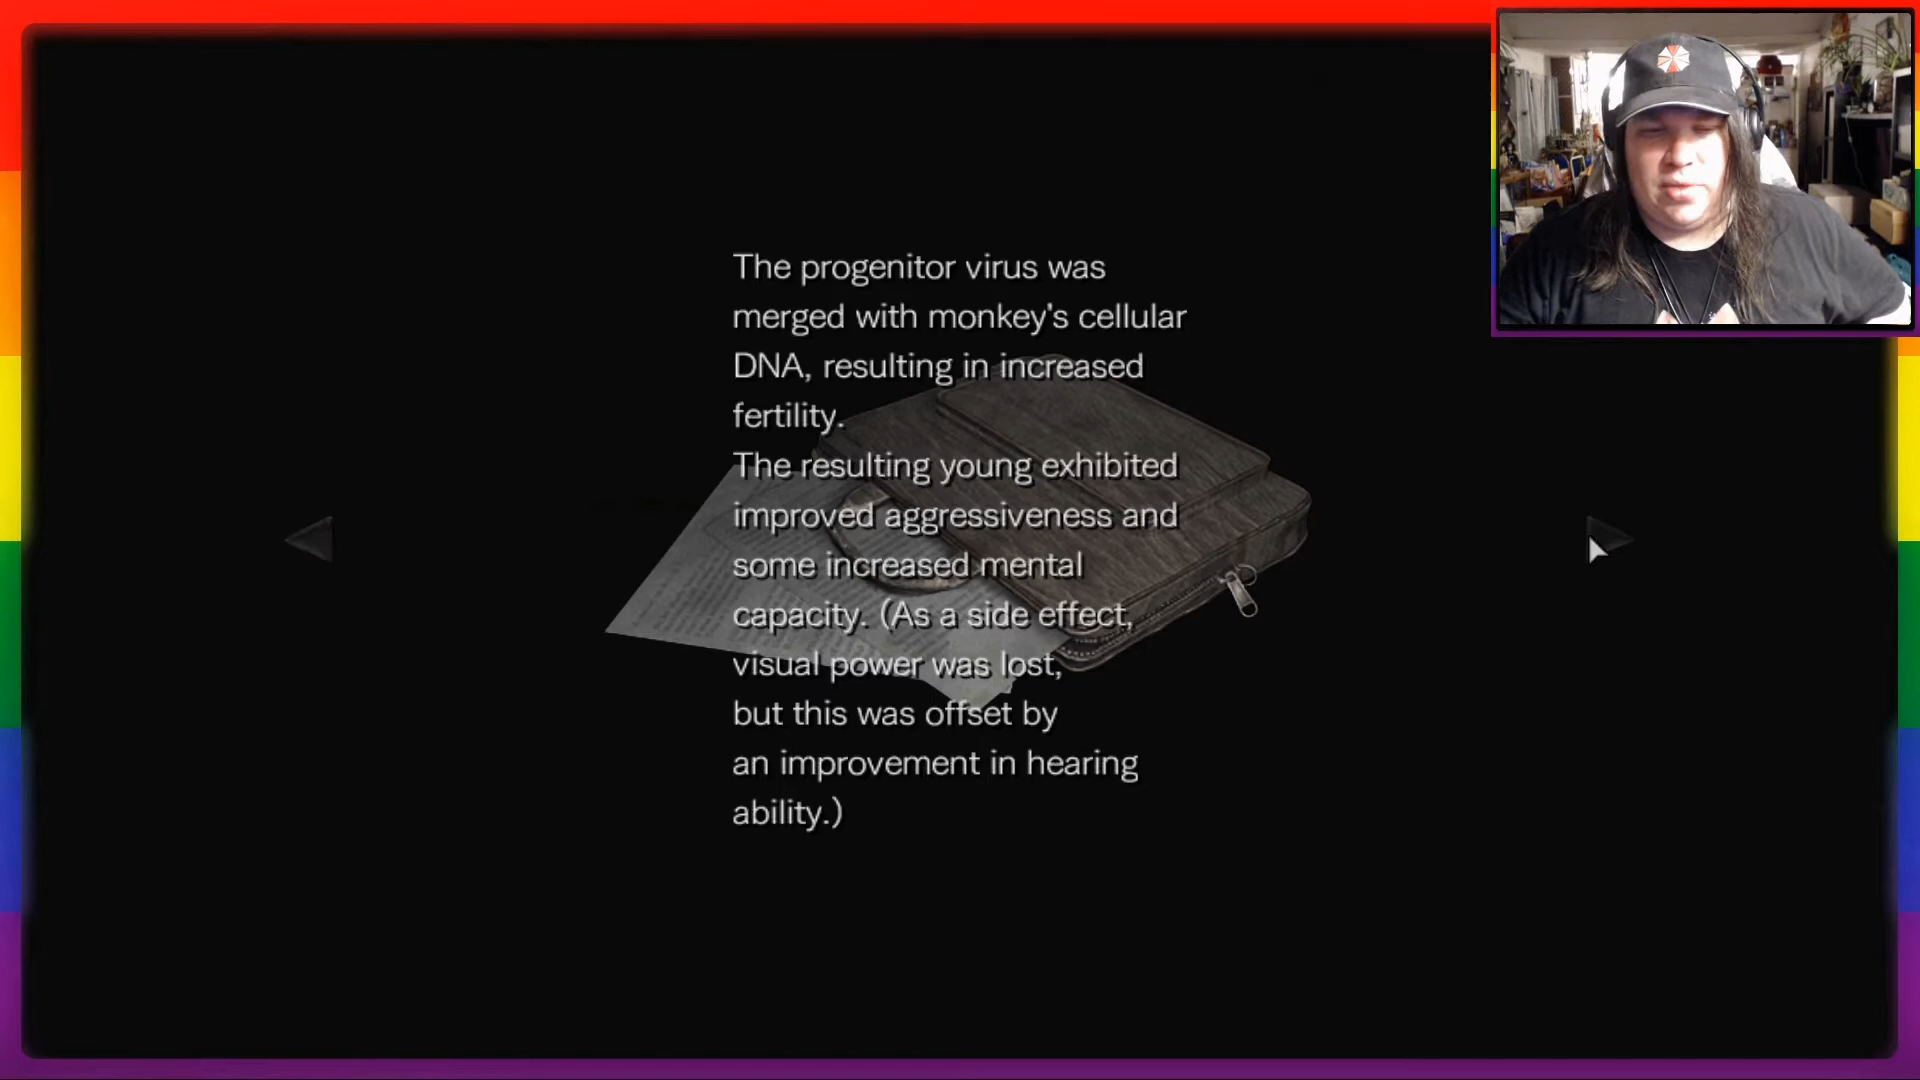 The progenitor virus was
merged with monkey's cellular
DNA, resulting in increased
fertility.
The resulting young exhibited
improved aggressiveness and
some increased mental
capacity. (As a side effect,
visual power was lost,
but this was offset by
an improvement in hearing
ability.)